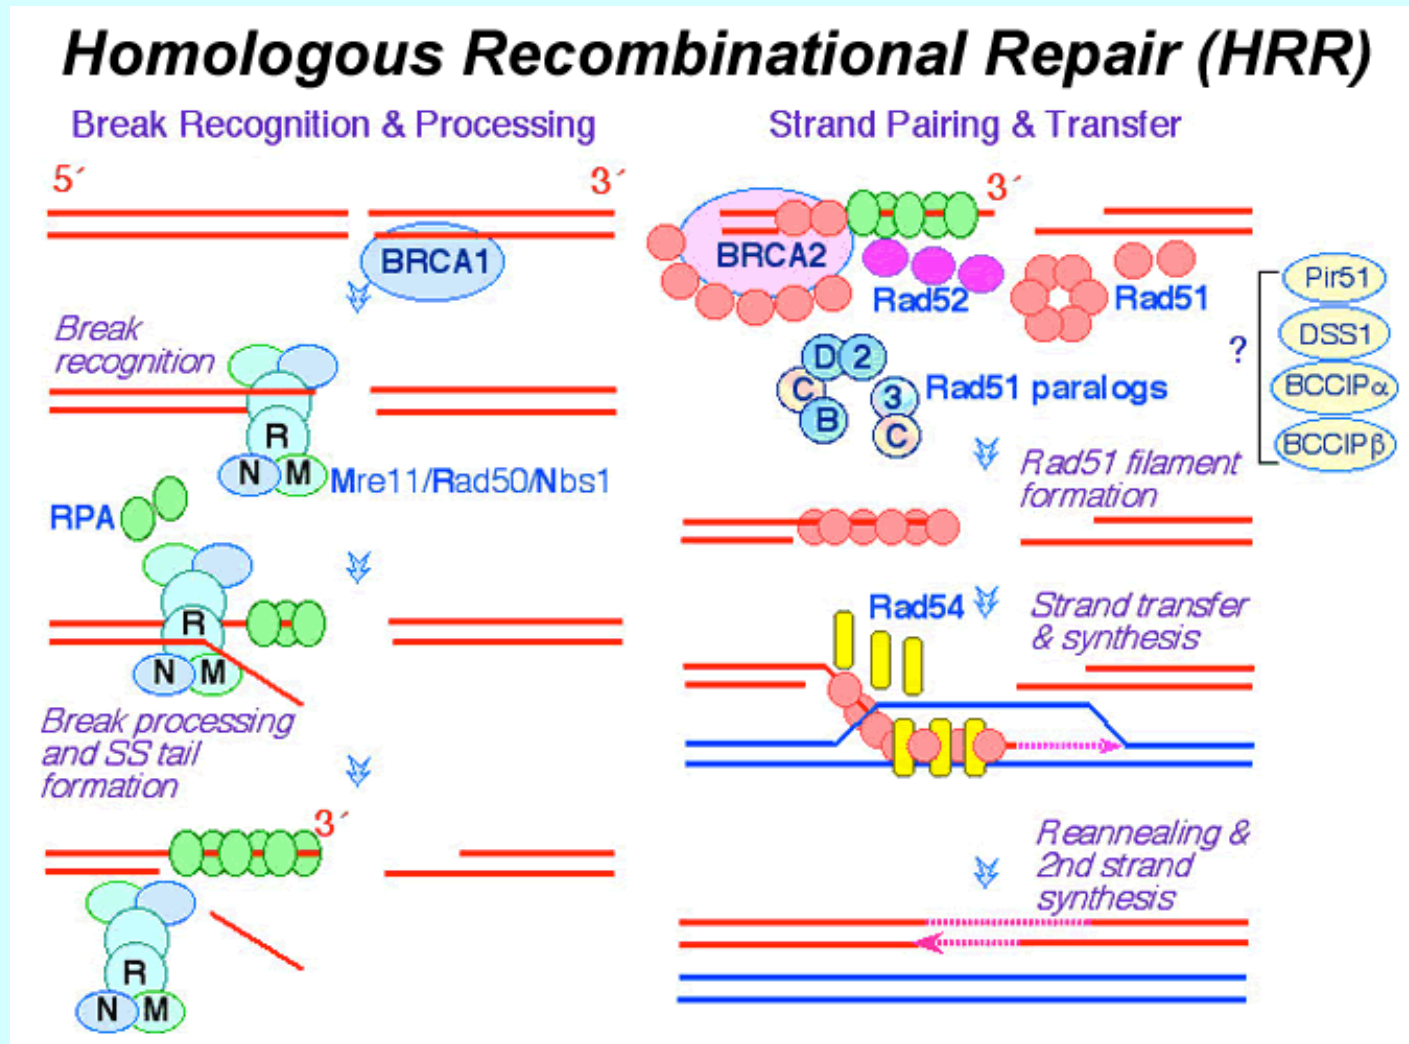 Homologous Recombinational Repair (HRR)
Break Recognition & Processing
5´
3´
BRCA1
Break
recognition
R
N M
Mre11/Rad50/Nbs1
RPA
R
N M
Break processing
and SS tail
formation
3´
R
N M
Strand Pairing & Transfer
3´
BRCA2
Rad52
Rad51
Pir51
DSS1
BCCIPα
BCCIPβ
?
D 2
C
B
3
C
Rad51 paralogs
Rad51 filament
formation
Rad54
Strand transfer
& synthesis
Reannealing &
2nd strand
synthesis